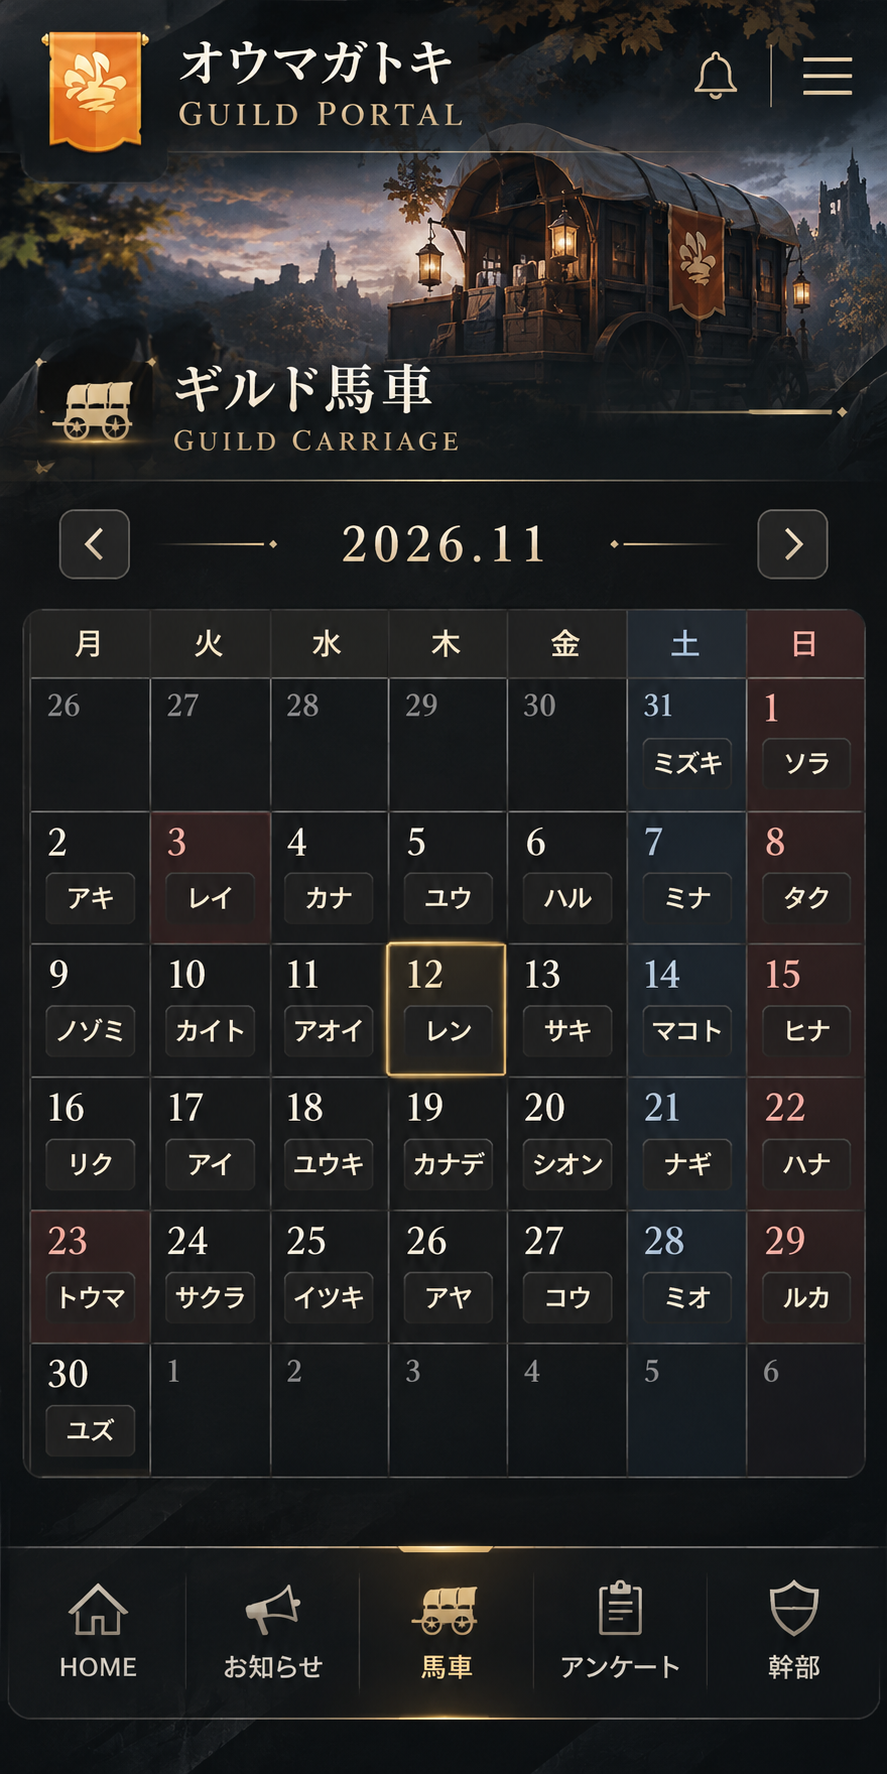 オウマガトキ
GUILD PORTAL
ギルド馬車
GUILD CARRIAGE
2026.11
月 火 水 木 金 土 日
26 27 28 29 30 31 1
ミズキ ソラ
2 3 4 5 6 7 8
アキ レイ カナ ユウ ハル ミナ タク
9 10 11 12 13 14 15
ノゾミ カイト アオイ レン サキ マコト ヒナ
16 17 18 19 20 21 22
リク アイ ユウキ カナデ シオン ナギ ハナ
23 24 25 26 27 28 29
トウマ サクラ イツキ アヤ コウ ミオ ルカ
30 1 2 3 4 5 6
ユズ
HOME お知らせ 馬車 アンケート 幹部